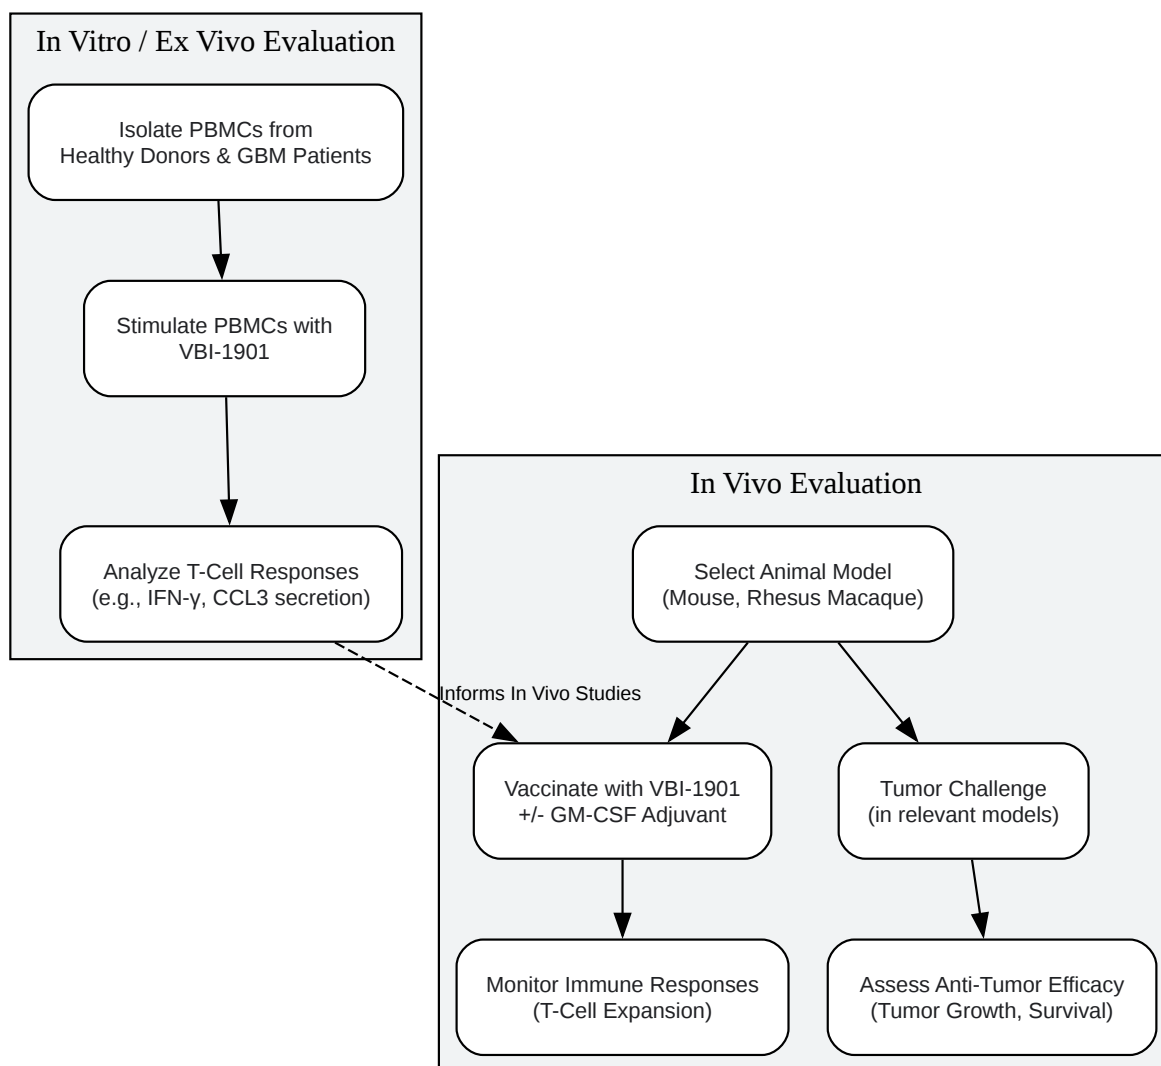 In Vitro / Ex Vivo Evaluation
Isolate PBMCs from
Healthy Donors & GBM Patients
Stimulate PBMCs with
VBI-1901
Analyze T-Cell Responses
(e.g., IFN-γ, CCL3 secretion)
Informs In Vivo Studies
In Vivo Evaluation
Select Animal Model
(Mouse, Rhesus Macaque)
Vaccinate with VBI-1901
+/- GM-CSF Adjuvant
Tumor Challenge
(in relevant models)
Monitor Immune Responses
(T-Cell Expansion)
Assess Anti-Tumor Efficacy
(Tumor Growth, Survival)